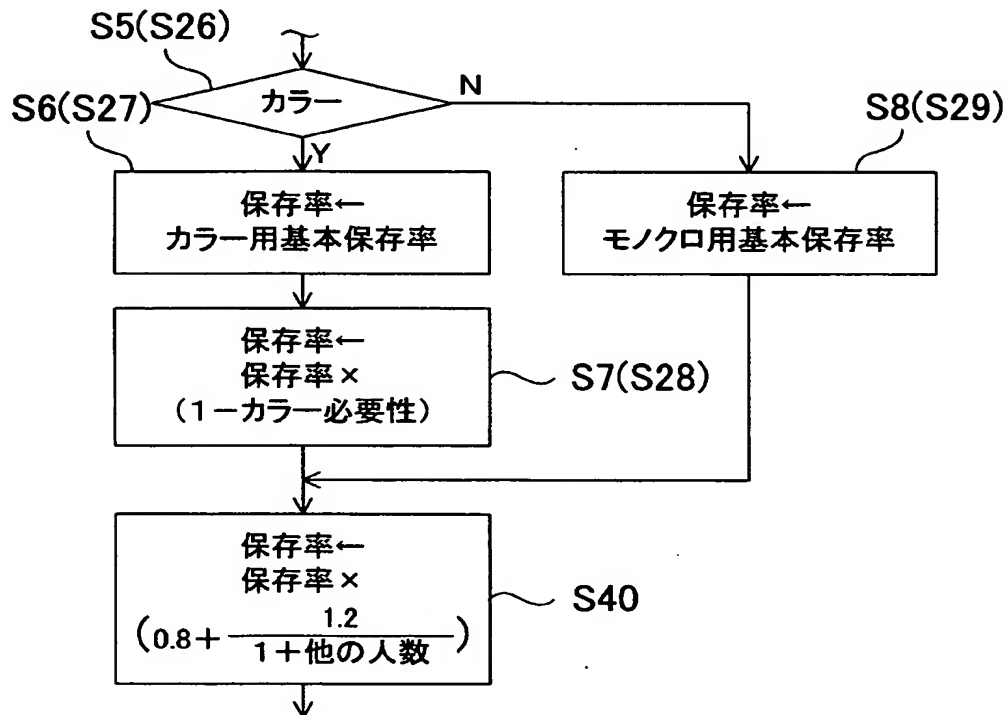 S5(S26)
カラー
N
S6(S27)
S8(S29)
Y
保存率←
カラー用基本保存率
保存率←
モノクロ用基本保存率
保存率←
保存率×
(1-カラー必要性)
S7(S28)
保存率←
保存率×
(0.8+ 1.2
1+他の人数)
S40